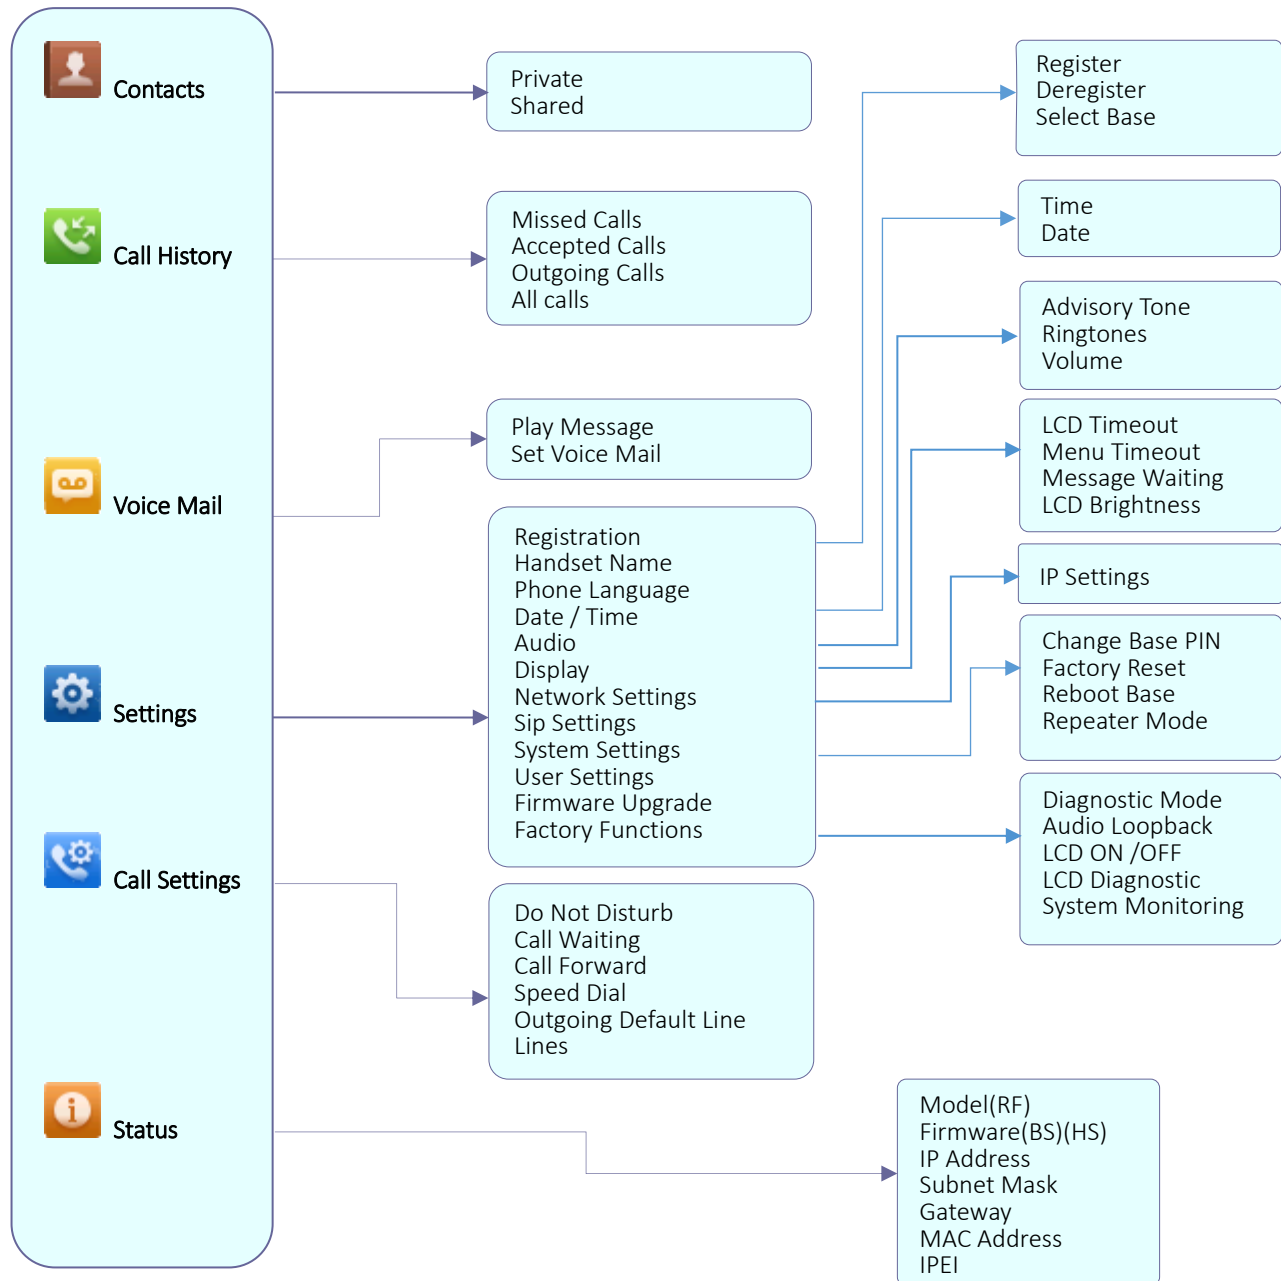 Contacts
Call History
Voice Mail
Settings
Call Settings
Status
Private
Shared
Missed Calls
Accepted Calls
Outgoing Calls
All calls
Play Message
Set Voice Mail
Registration
Handset Name
Phone Language
Date / Time
Audio
Display
Network Settings
Sip Settings
System Settings
User Settings
Firmware Upgrade
Factory Functions
Do Not Disturb
Call Waiting
Call Forward
Speed Dial
Outgoing Default Line
Lines
Register
Deregister
Select Base
Time
Date
Advisory Tone
Ringtones
Volume
LCD Timeout
Menu Timeout
Message Waiting
LCD Brightness
IP Settings
Change Base PIN
Factory Reset
Reboot Base
Repeater Mode
Diagnostic Mode
Audio Loopback
LCD ON /OFF
LCD Diagnostic
System Monitoring
Model(RF)
Firmware(BS)(HS)
IP Address
Subnet Mask
Gateway
MAC Address
IPEI